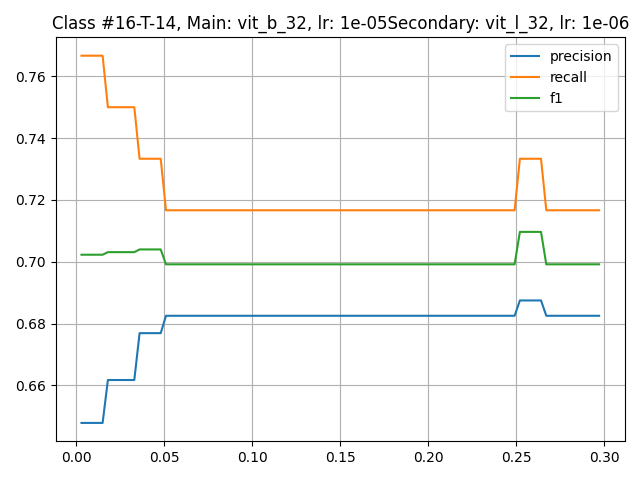 Class #16-T-14, Main: vit_b_32, lr: 1e-05Secondary: vit_l_32, lr: 1e-06
precision
recall
f1
0.76
0.74
0.72
0.70
0.68
0.66
0.00 0.05 0.10 0.15 0.20 0.25 0.30